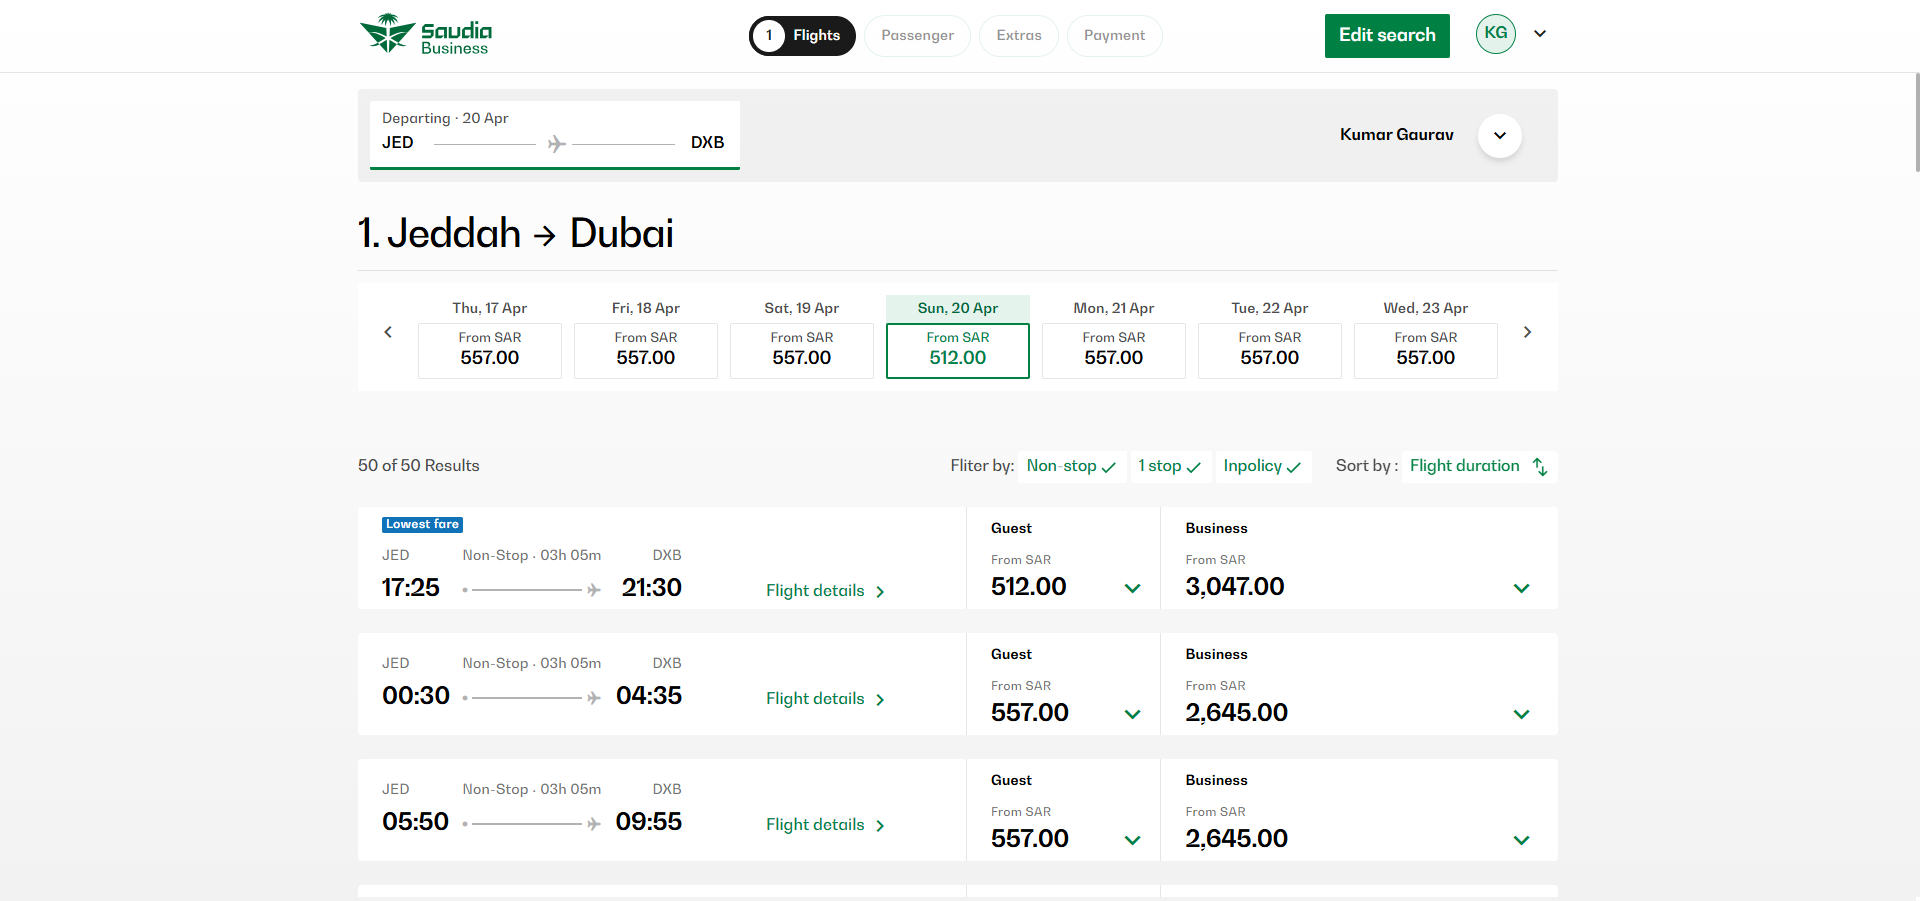 Saudia
Business
1 Flights Passenger Extras Payment
Edit search
KG
Departing · 20 Apr
JED DXB
Kumar Gaurav
1. Jeddah → Dubai
Thu, 17 Apr Fri, 18 Apr Sat, 19 Apr Sun, 20 Apr Mon, 21 Apr Tue, 22 Apr Wed, 23 Apr
From SAR From SAR From SAR From SAR From SAR From SAR From SAR
557.00 557.00 557.00 512.00 557.00 557.00 557.00
50 of 50 Results
Fliter by: Non-stop 1 stop Inpolicy Sort by : Flight duration
Lowest fare
JED Non-Stop · 03h 05m DXB
17:25 21:30
Flight details
Guest
From SAR
512.00
Business
From SAR
3,047.00
JED Non-Stop · 03h 05m DXB
00:30 04:35
Flight details
Guest
From SAR
557.00
Business
From SAR
2,645.00
JED Non-Stop · 03h 05m DXB
05:50 09:55
Flight details
Guest
From SAR
557.00
Business
From SAR
2,645.00